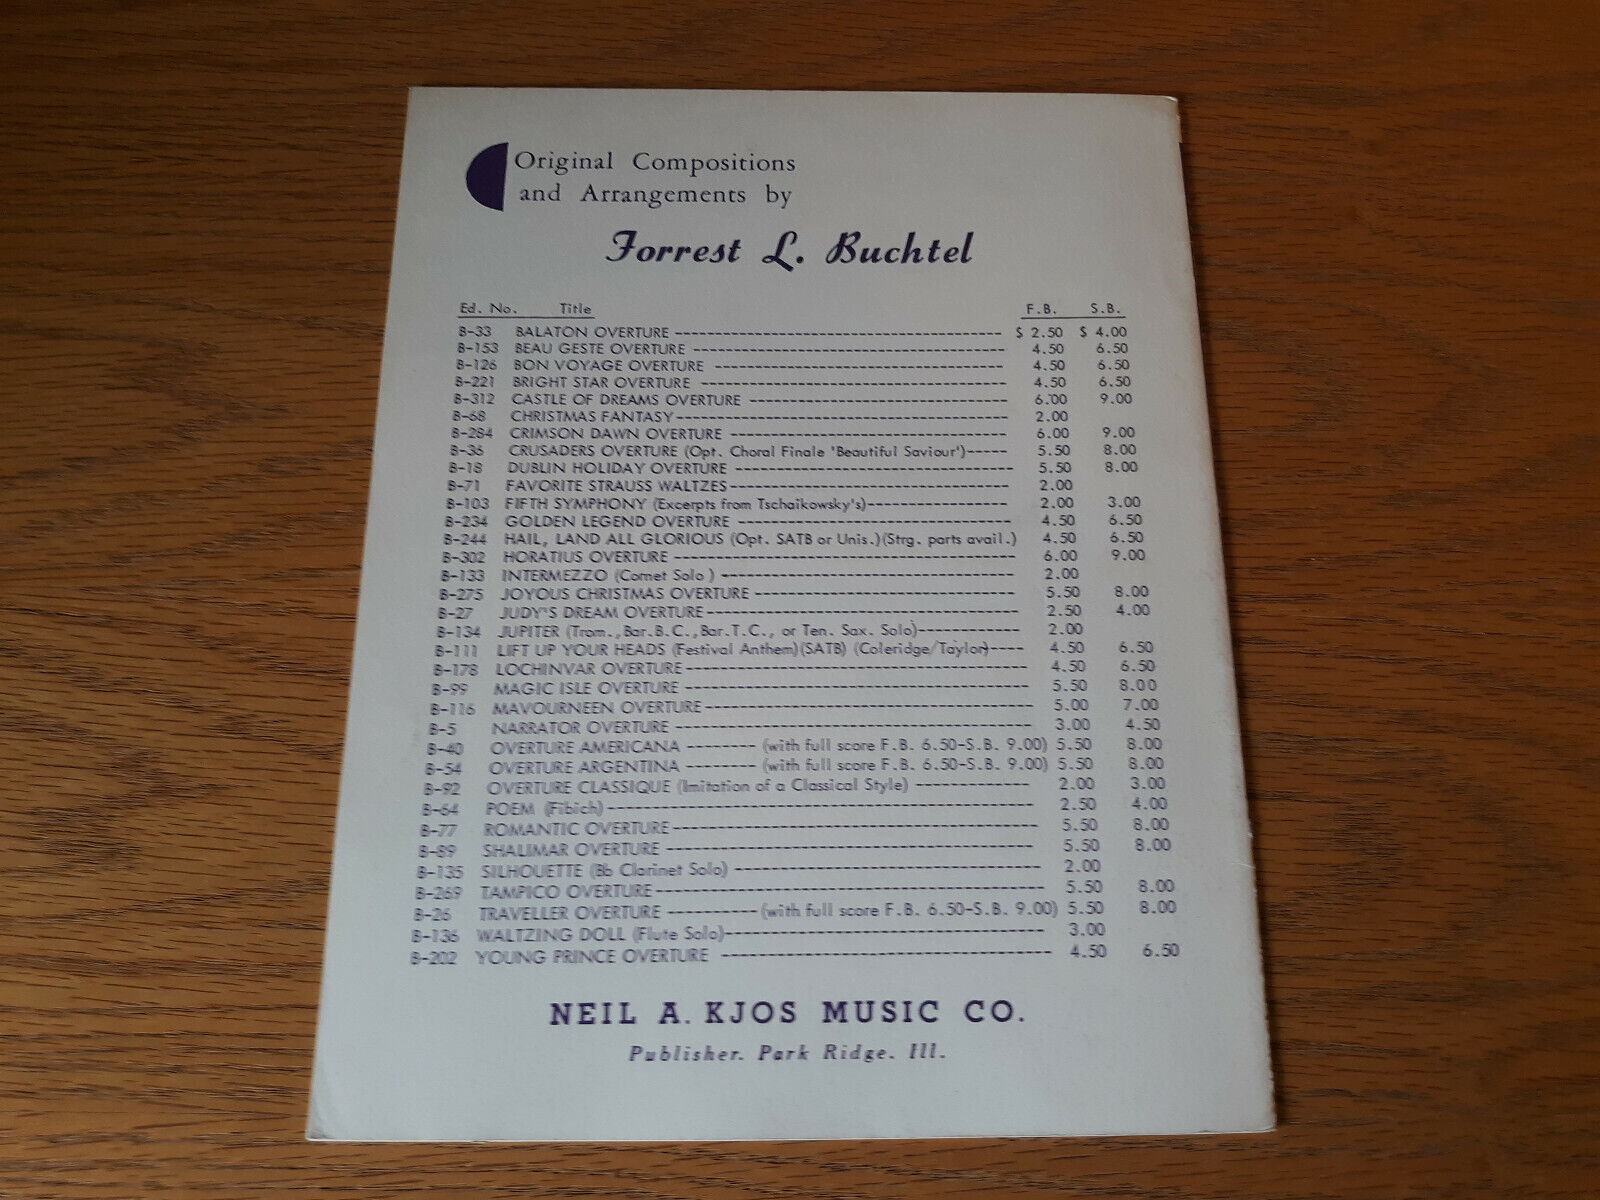 Original Compositions
and Arrangements by
Forrest L. Buchtel
Ed. No. Title F.B. S.B.
B-33 BALATON OVERTURE ---------- $ 2.50 $ 4.00
B-153 BEAU GESTE OVERTURE ---------- 4.50 6.50
B-126 BON VOYAGE OVERTURE ---------- 4.50 6.50
B-221 BRIGHT STAR OVERTURE ---------- 4.50 6.50
B-312 CASTLE OF DREAMS OVERTURE ---------- 6.00 9.00
B-68 CHRISTMAS FANTASY ---------- 2.00
B-284 CRIMSON DAWN OVERTURE ---------- 6.00 9.00
B-36 CRUSADERS OVERTURE (Opt. Choral Finale 'Beautiful Saviour')----- 5.50 8.00
B-18 DUBLIN HOLIDAY OVERTURE ---------- 5.50 8.00
B-71 FAVORITE STRAUSS WALTZES ---------- 2.00
B-103 FIFTH SYMPHONY (Excerpts from Tschaikowsky's) ---------- 2.00 3.00
B-234 GOLDEN LEGEND OVERTURE ---------- 4.50 6.50
B-244 HAIL, LAND ALL GLORIOUS (Opt. SATB or Unis.)(Strg. parts avail.) 4.50 6.50
B-302 HORATIUS OVERTURE ---------- 6.00 9.00
B-133 INTERMEZZO (Cornet Solo ) ---------- 2.00
B-275 JOYOUS CHRISTMAS OVERTURE ---------- 5.50 8.00
B-27 JUDY'S DREAM OVERTURE ---------- 2.50 4.00
B-134 JUPITER (Trom.,Bar.B.C.,Bar.T.C., or Ten. Sax. Solo) ---------- 2.00
B-111 LIFT UP YOUR HEADS (Festival Anthem)(SATB) (Coleridge/Taylor)---- 4.50 6.50
B-178 LOCHINVAR OVERTURE ---------- 4.50 6.50
B-99 MAGIC ISLE OVERTURE ---------- 5.50 8.00
B-116 MAVOURNEEN OVERTURE ---------- 5.00 7.00
B-5 NARRATOR OVERTURE ---------- 3.00 4.50
B-40 OVERTURE AMERICANA -------- (with full score F.B. 6.50-S.B. 9.00) 5.50 8.00
B-54 OVERTURE ARGENTINA -------- (with full score F.B. 6.50-S.B. 9.00) 5.50 8.00
B-92 OVERTURE CLASSIQUE (Imitation of a Classical Style) ---------- 2.00 3.00
B-64 POEM (Fibich) ---------- 2.50 4.00
B-77 ROMANTIC OVERTURE ---------- 5.50 8.00
B-89 SHALIMAR OVERTURE ---------- 5.50 8.00
B-135 SILHOUETTE (Bb Clarinet Solo) ---------- 2.00
B-269 TAMPICO OVERTURE ---------- 5.50 8.00
B-26 TRAVELLER OVERTURE ---------- (with full score F.B. 6.50-S.B. 9.00) 5.50 8.00
B-136 WALTZING DOLL (Flute Solo) ---------- 3.00
B-202 YOUNG PRINCE OVERTURE ---------- 4.50 6.50
NEIL A. KJOS MUSIC CO.
Publisher. Park Ridge. Ill.